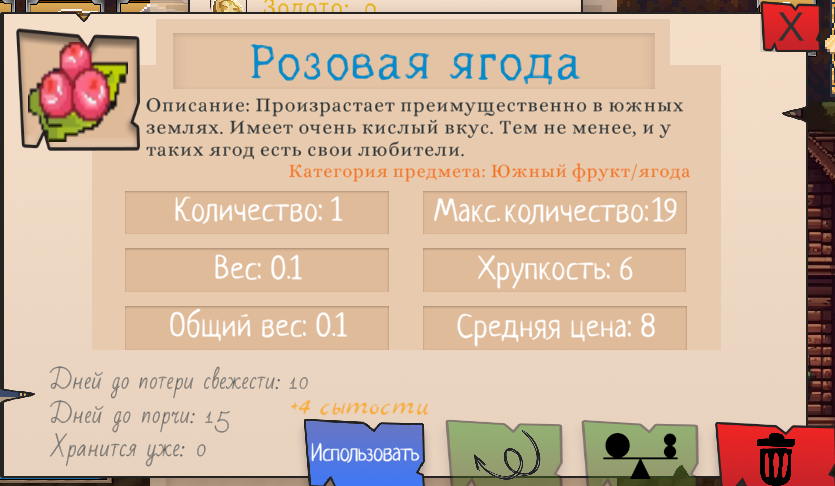 Золото: 0
X
Розовая ягода
Описание: Произрастает преимущественно в южных
землях. Имеет очень кислый вкус. Тем не менее, и у
таких ягод есть свои любители.
Категория предмета: Южный фрукт/ягода
Количество: 1
Макс.количество:19
Вес: 0.1
Хрупкость: 6
Общий вес: 0.1
Средняя цена: 8
Дней до потери свежести: 10
Дней до порчи: 15
+4 сытости
Хранится уже: 0
Использовать